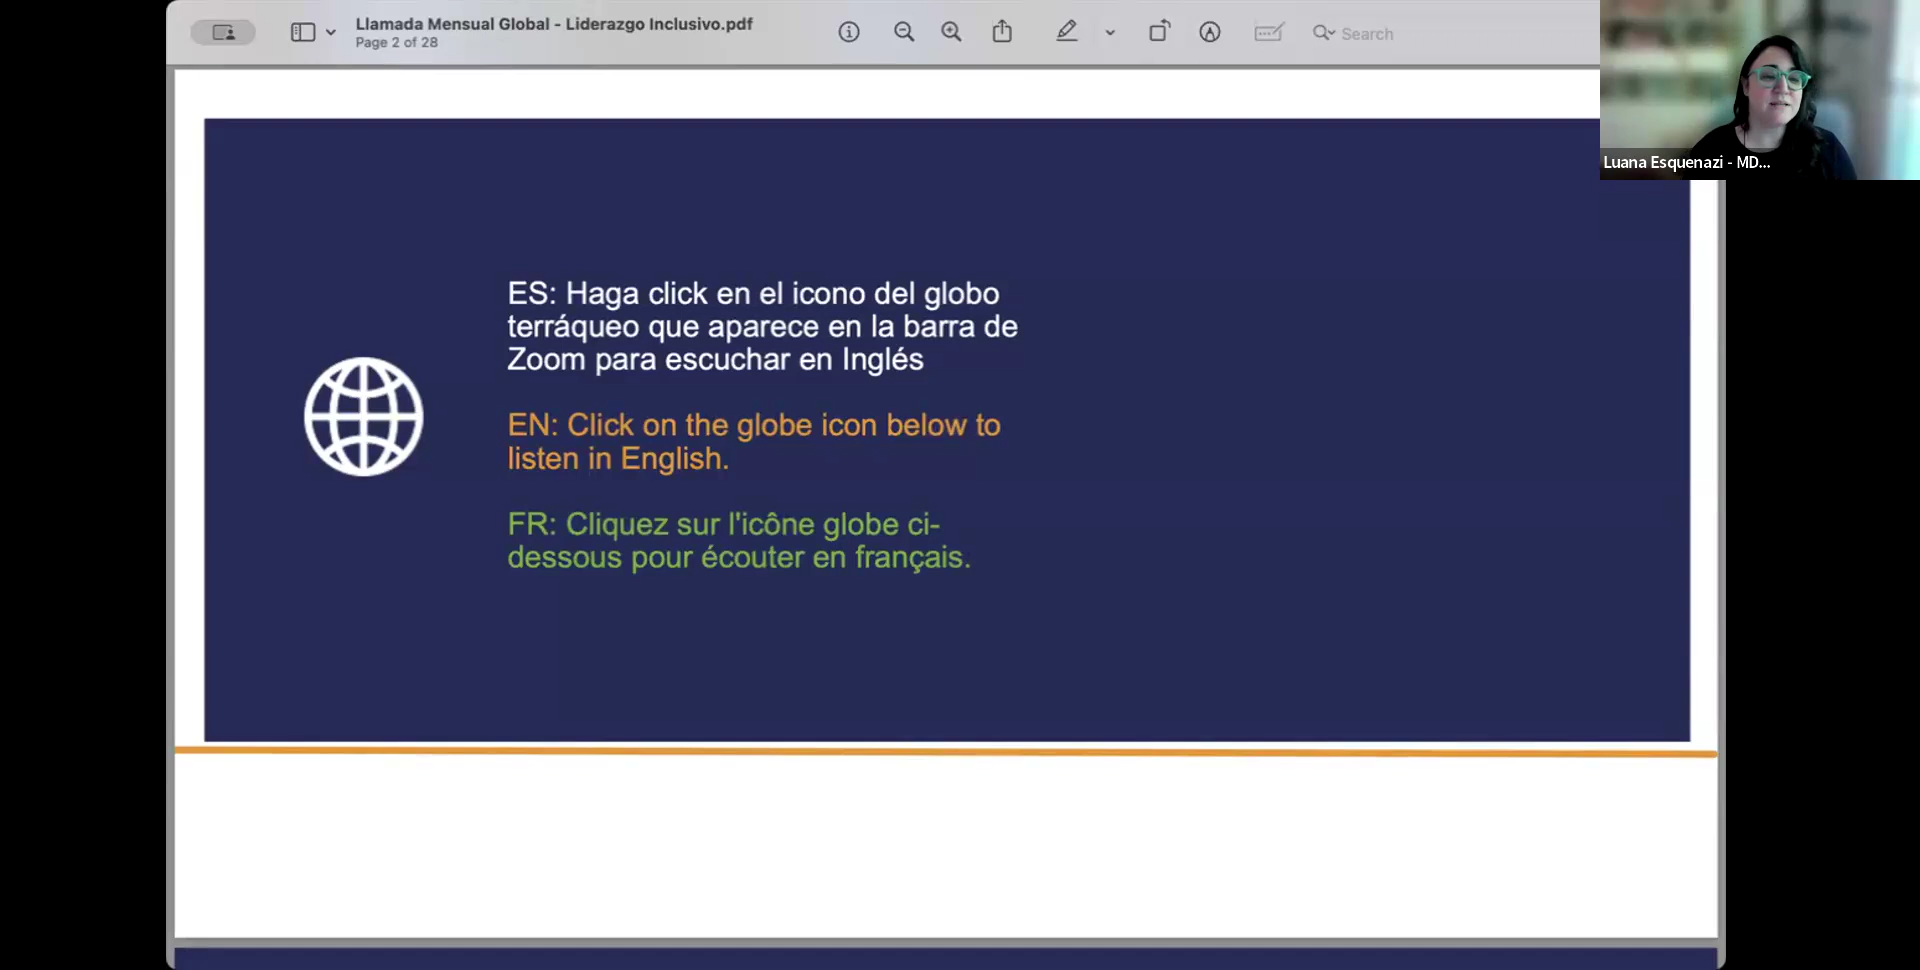 Llamada Mensual Global - Liderazgo Inclusivo.pdf
Page 2 of 28
Search
Luana Esquenazi - MD...
ES: Haga click en el icono del globo
terráqueo que aparece en la barra de
Zoom para escuchar en Inglés
EN: Click on the globe icon below to
listen in English.
FR: Cliquez sur l'icône globe ci-
dessous pour écouter en français.